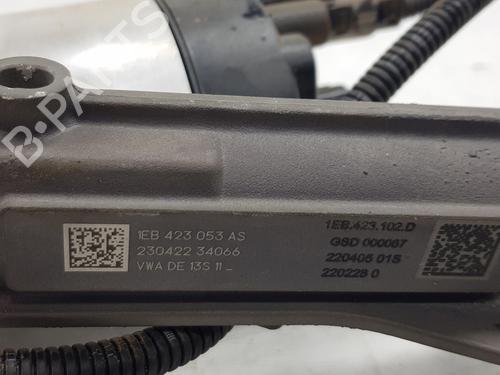 B-PARTS
1EB 423 053 AS
230422 34066
VWA DE 13S 11 _
1EB.423.102.D
GSD 000087
220405 01S
220228 0